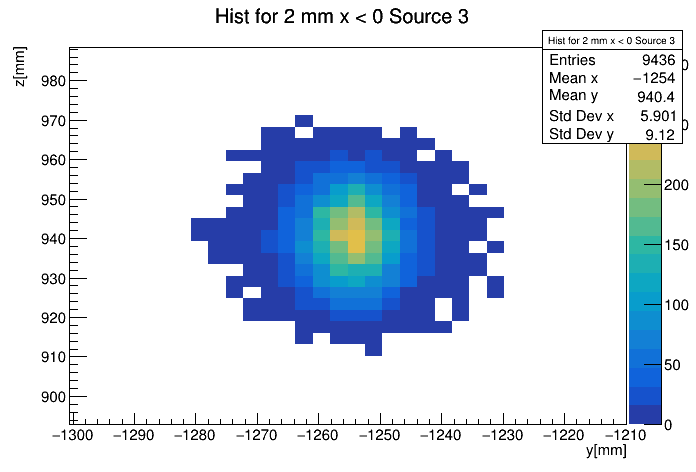 Hist for 2 mm x < 0 Source 3
z[mm]
Hist for 2 mm x < 0 Source 3
Entries 9436
Mean x −1254
Mean y 940.4
Std Dev x 5.901
Std Dev y 9.12
980
970
960
950
940
930
920
910
900
200
100
0
−1300 −1290 −1280 −1270 −1260 −1250 −1240 −1230 −1220 −1210
y[mm]